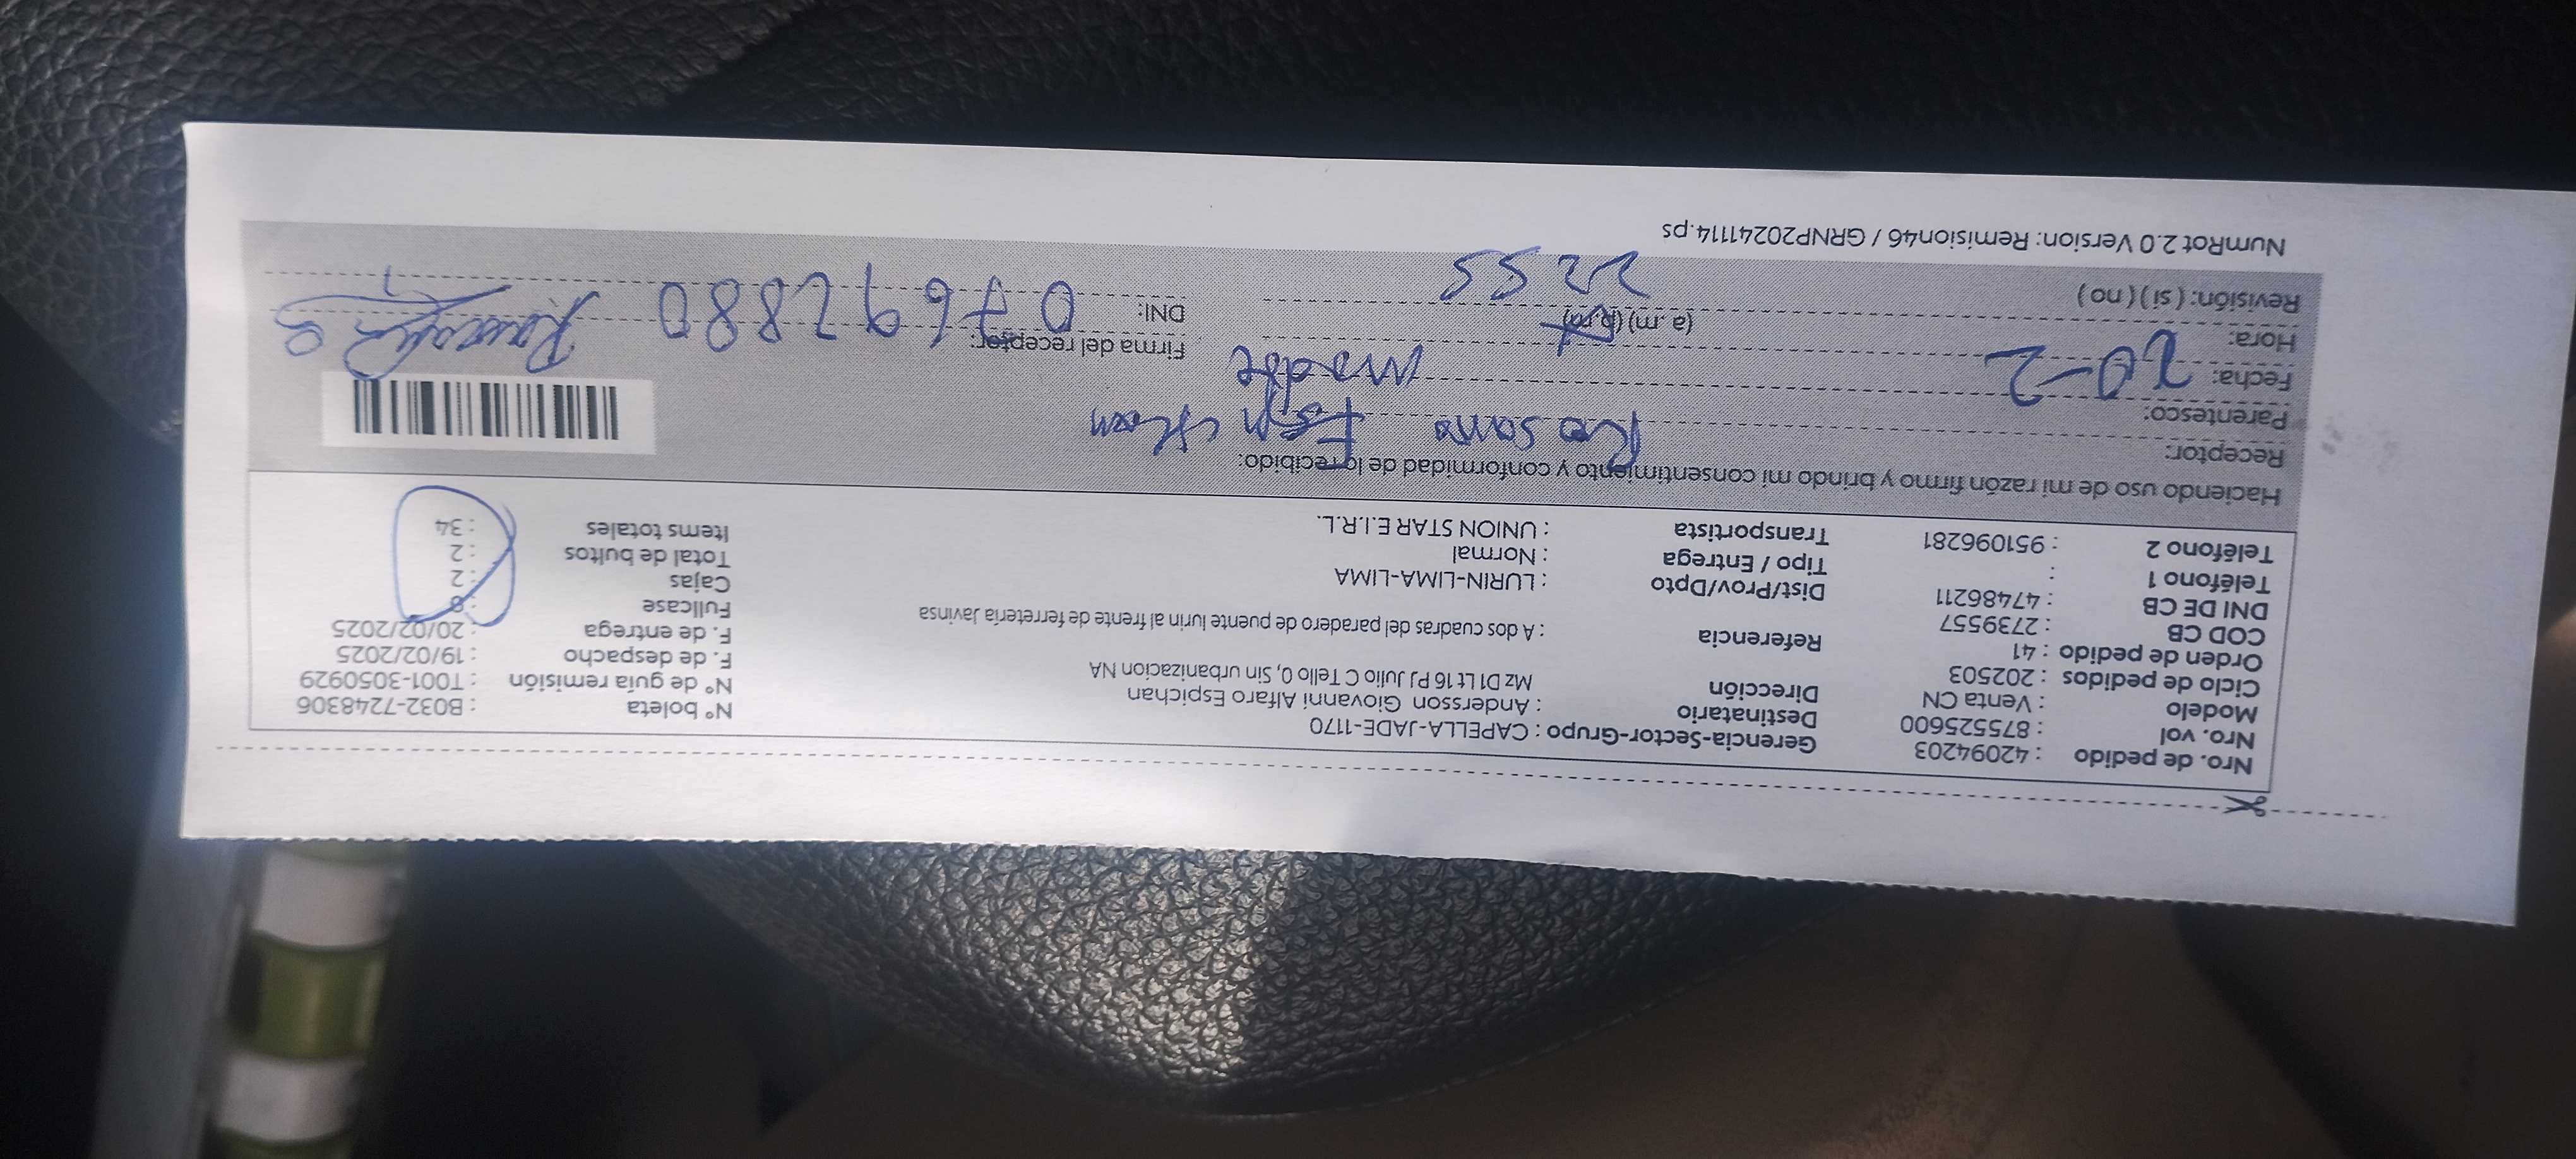 Nro. de pedido : 42094203 Gerencia-Sector-Grupo : CAPELLA-JADE-1170 N° boleta : B032-7248306
Nro. vol : 875525600 Destinatario : Andersson Giovanni Alfaro Espichan N° de guía remisión : T001-3050929
Modelo : Venta CN Dirección Mz D1 Lt 16 PJ Julio C Tello 0, Sin urbanizacion NA F. de despacho : 19/02/2025
Ciclo de pedidos : 202503 F. de entrega : 20/02/2025
Orden de pedido : 41 Referencia : A dos cuadras del paradero de puente lurin al frente de ferretería Javinsa Fullcase : 0
COD CB : 2739557 Dist/Prov/Dpto : LURIN-LIMA-LIMA Cajas : 2
DNI DE CB : 47486211 Tipo / Entrega : Normal Total de bultos : 2
Teléfono 1 : Transportista : UNION STAR E.I.R.L. Items totales : 34
Teléfono 2 : 951096281
Haciendo uso de mi razón firmo y brindo mi consentimiento y conformidad de lo recibido:
Receptor: Rosana
Parentesco: madre
Fecha: 20-2 Firma del receptor:
Hora: (a.m) (p.m) 2255 DNI: 07692880
Revisión: ( si ) ( no )
NumRot 2.0 Version: Remision46 / GRNP20241114.ps